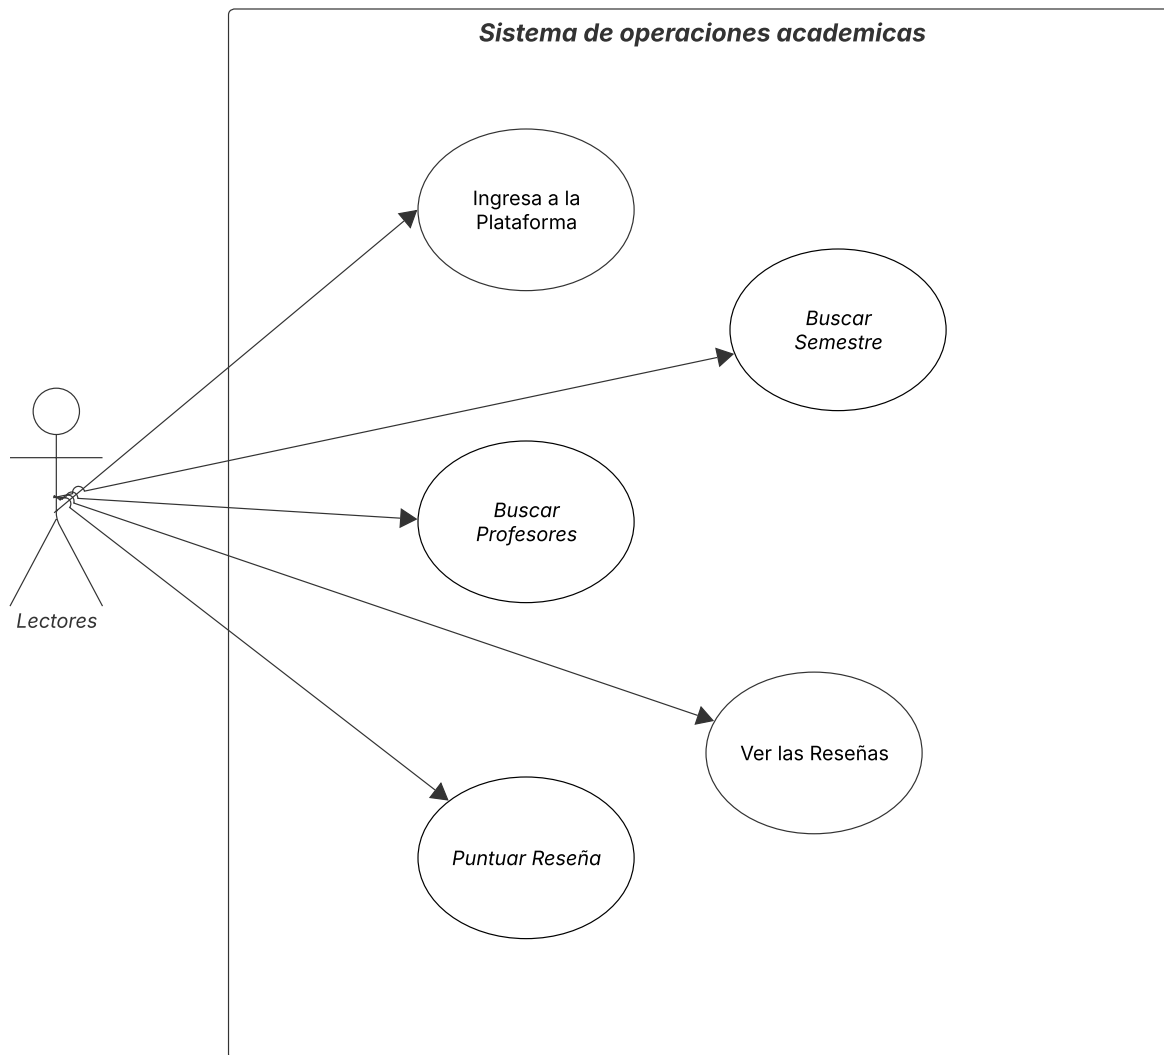 Sistema de operaciones academicas
Ingresa a la
Plataforma
Buscar
Semestre
Buscar
Profesores
Lectores
Ver las Reseñas
Puntuar Reseña